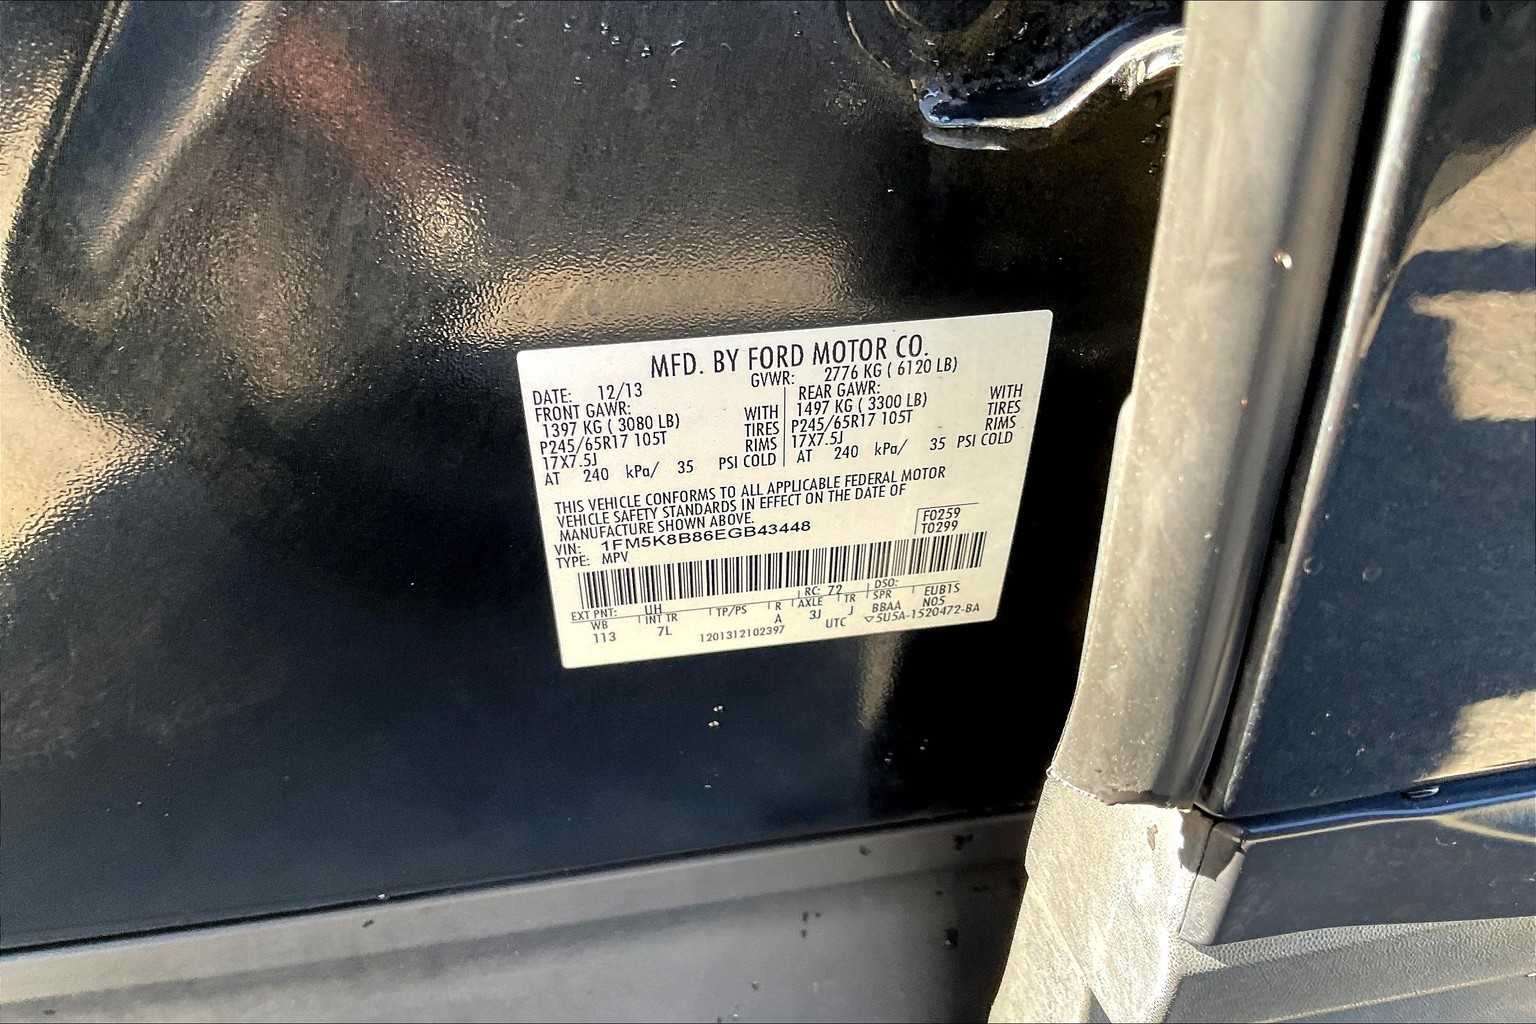 MFD. BY FORD MOTOR CO.
DATE: 12/13 GVWR: 2776 KG ( 6120 LB)
FRONT GAWR: REAR GAWR:
1397 KG ( 3080 LB) WITH 1497 KG ( 3300 LB) WITH
P245/65R17 105T TIRES P245/65R17 105T TIRES
17X7.5J RIMS 17X7.5J RIMS
AT 240 kPa/ 35 PSI COLD AT 240 kPa/ 35 PSI COLD
THIS VEHICLE CONFORMS TO ALL APPLICABLE FEDERAL MOTOR
VEHICLE SAFETY STANDARDS IN EFFECT ON THE DATE OF
MANUFACTURE SHOWN ABOVE.
VIN: 1FM5K8B86EGB43448 F0259
TYPE: MPV T0299
EXT PNT: UH RC: 72 DSO:
WB INT TR TP/PS R AXLE TR SPR EUB1S
113 7L A 3J J BBAA N05
1201312102397 UTC ▽5U5A-1520472-BA